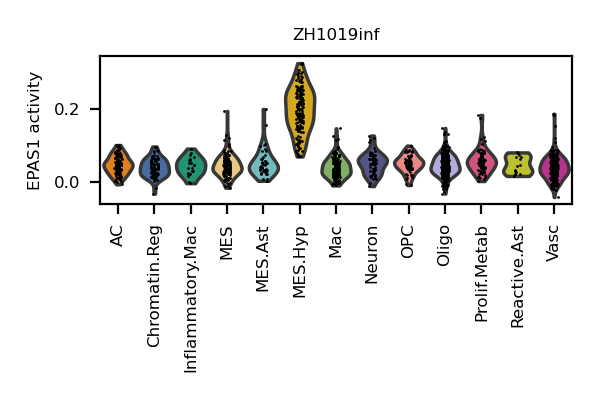 ZH1019inf
EPAS1 activity
0.2
0.0
AC
Chromatin.Reg
Inflammatory.Mac
MES
MES.Ast
MES.Hyp
Mac
Neuron
OPC
Oligo
Prolif.Metab
Reactive.Ast
Vasc